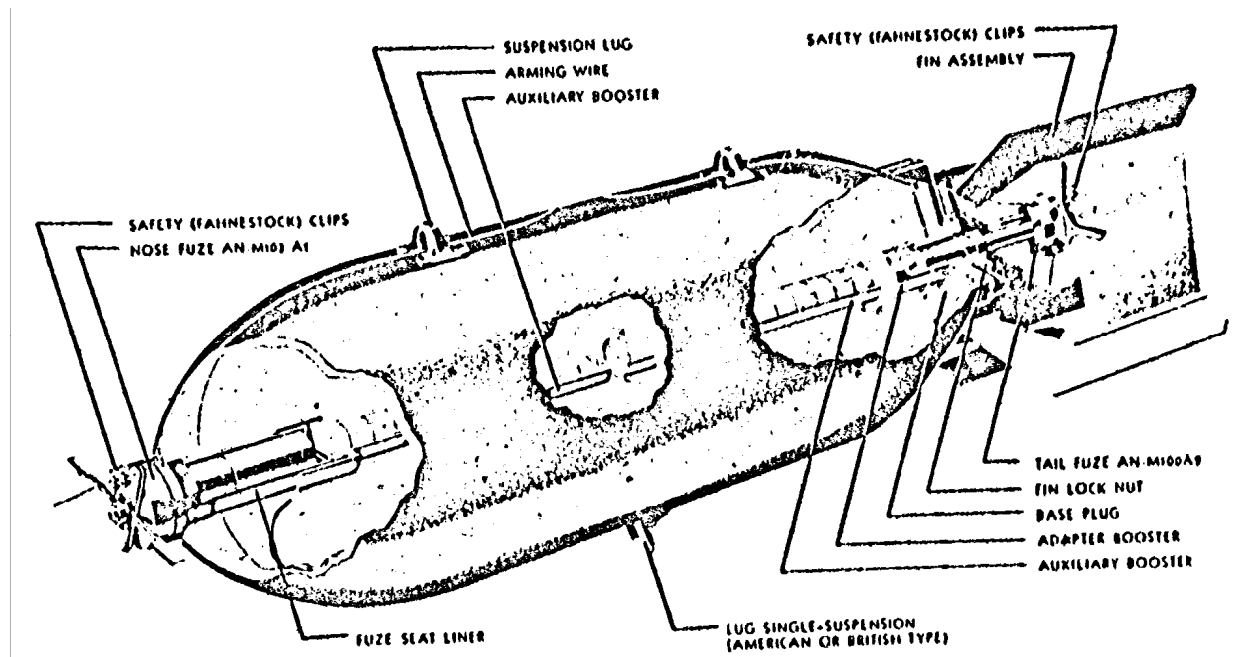 SUSPENSION LUG
ARMING WIRE
AUXILIARY BOOSTER
SAFETY (FAHNESTOCK) CLIPS
FIN ASSEMBLY
SAFETY (FAHNESTOCK) CLIPS
NOSE FUZE AN-M103 A1
TAIL FUZE AN-M100A2
FIN LOCK NUT
BASE PLUG
ADAPTER BOOSTER
AUXILIARY BOOSTER
FUZE SEAT LINER
LUG SINGLE-SUSPENSION
(AMERICAN OR BRITISH TYPE)